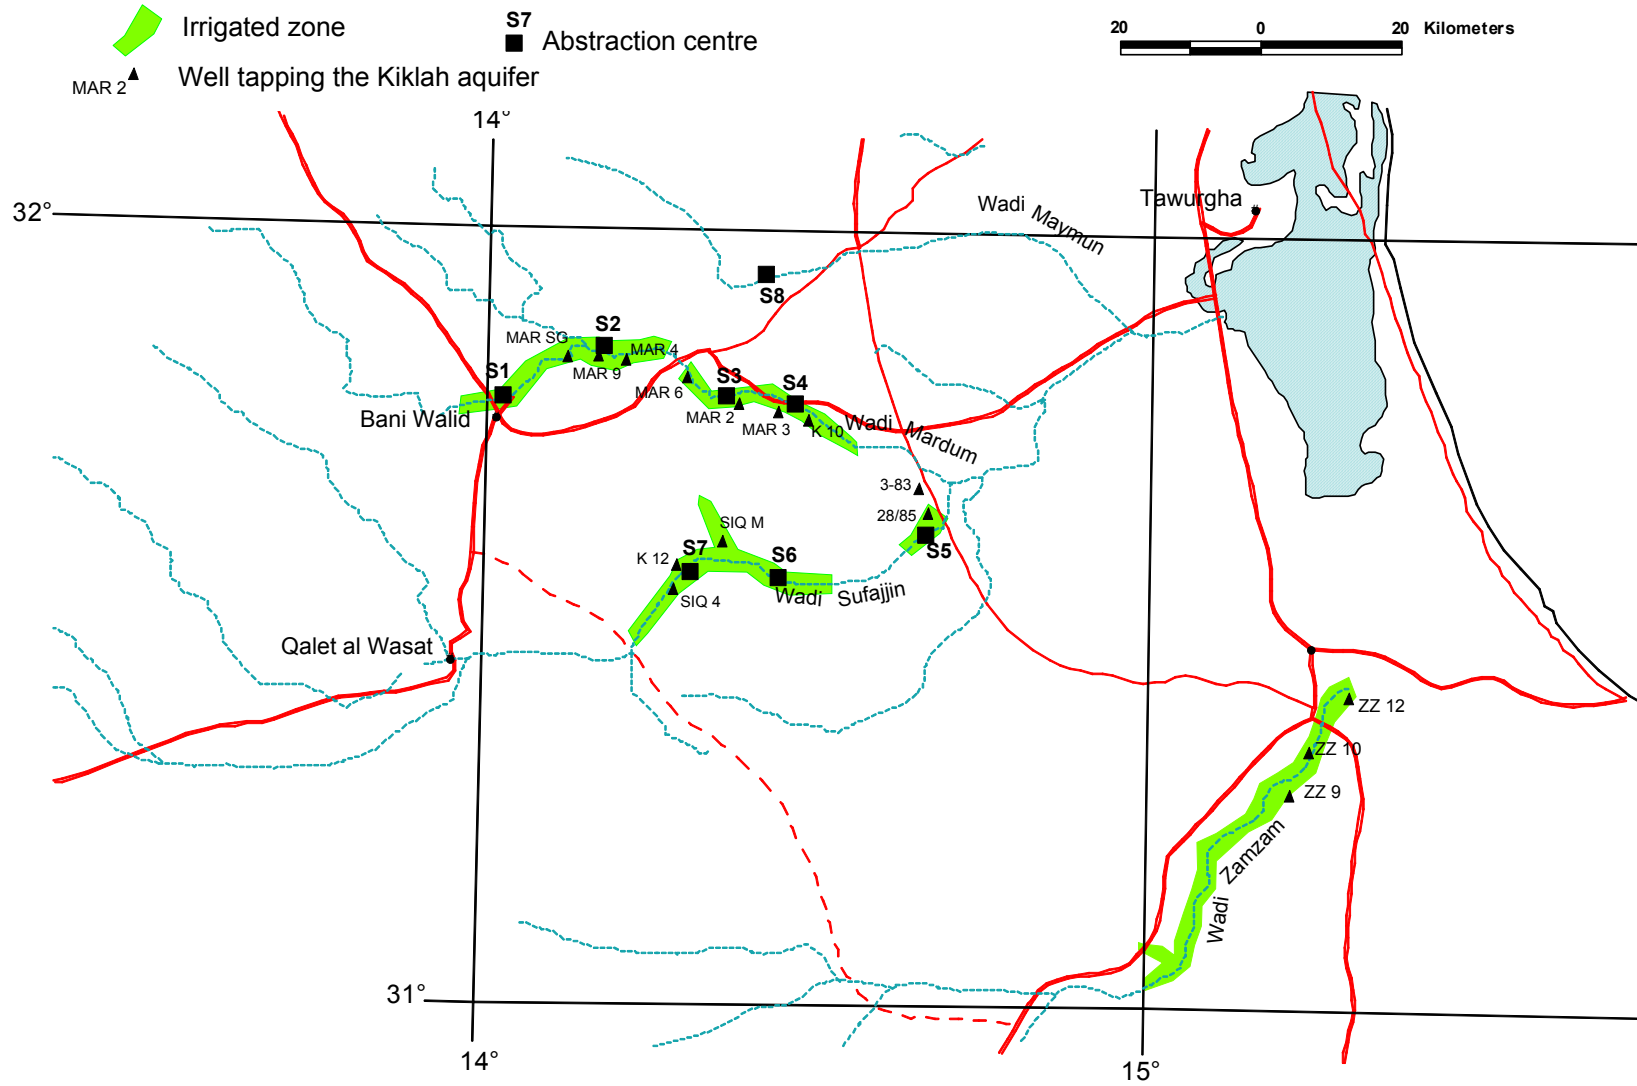 S7
20 0 20 Kilometers
Irrigated zone
Abstraction centre
MAR 2
Well tapping the Kiklah aquifer
14°
32°
Tawurgha
Wadi Maymun
S8
S2
MAR SG
MAR 4
MAR 9
S1
MAR 6
S3
S4
Bani Walid
MAR 2
MAR 3
K 10
Wadi Mardum
3-83
28/85
SIQ M
S5
K 12
S7
S6
SIQ 4
Wadi Sufajjin
Qalet al Wasat
ZZ 12
ZZ 10
ZZ 9
Wadi Zamzam
31°
14°
15°